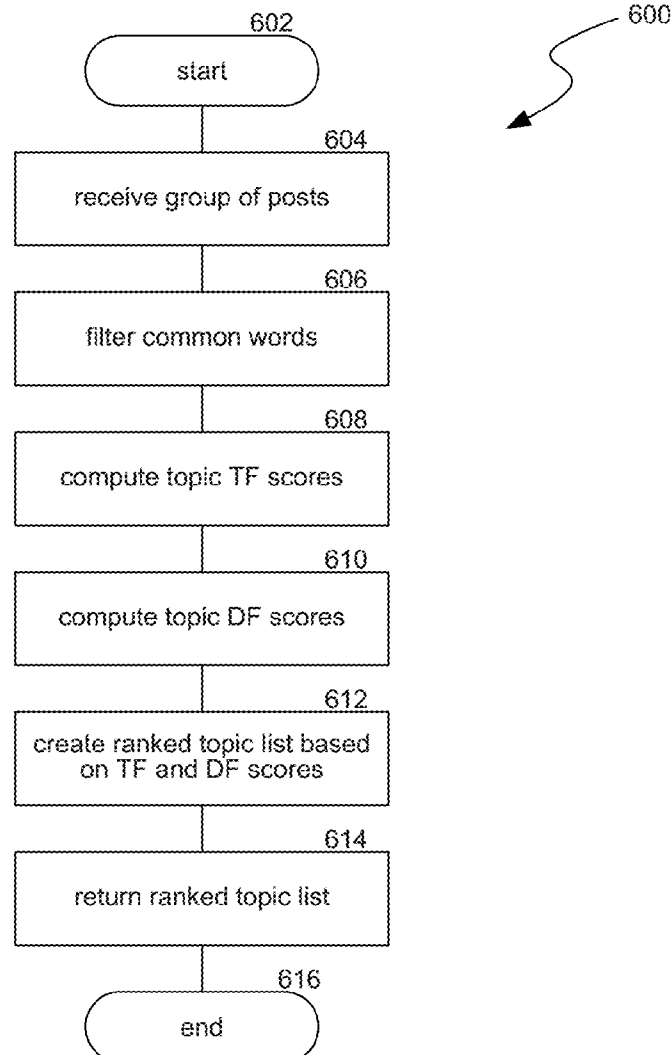 600
602
start
604
receive group of posts
606
filter common words
608
compute topic TF scores
610
compute topic DF scores
612
create ranked topic list based
on TF and DF scores
614
return ranked topic list
616
end